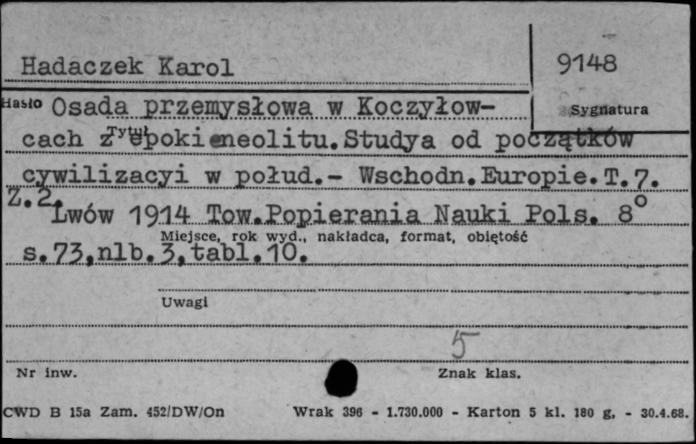 Hadaczek Karol
9148
Hasło
Sygnatura
Osada przemysłowa w Koczyłow-
cach z epoki neolitu. Studya od początków
Tytuł
cywilizacyi w połud.- Wschodn. Europie. T.7.
Z.2.
Lwów 1914 Tow. Popierania Nauki Pols. 8°
Miejsce, rok wyd., nakładca, format, objętość
s.73,nlb.3,tabl.10.
Uwagi
5
Nr inw.
Znak klas.
CWD B 15a Zam. 452/DW/On
Wrak 396 - 1.730.000 - Karton 5 kl. 180 g, - 30.4.68.